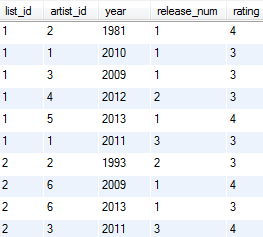 list_id artist_id year release_num rating
1 2 1981 1 4
1 1 2010 1 3
1 3 2009 1 3
1 4 2012 2 3
1 5 2013 1 4
1 1 2011 3 3
2 2 1993 2 3
2 6 2009 1 4
2 6 2013 1 3
2 3 2011 3 4